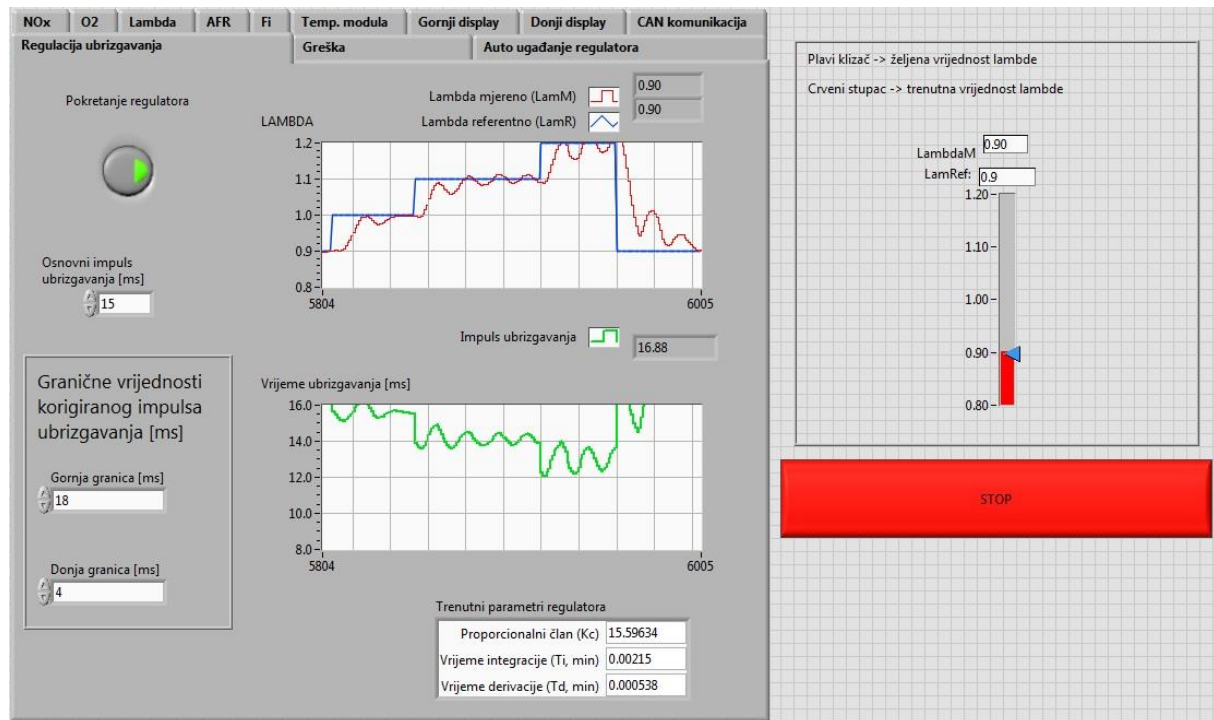 NOx O2 Lambda AFR Fi Temp. modula Gornji display Donji display CAN komunikacija
Regulacija ubrizgavanja Greška Auto ugađanje regulatora
Pokretanje regulatora
Lambda mjereno (LamM) 0.90
Lambda referentno (LamR) 0.90
LAMBDA
1.2
1.1
1.0
0.9
0.8
5804 6005
Osnovni impuls
ubrizgavanja [ms]
15
Impuls ubrizgavanja 16.88
Granične vrijednosti
korigiranog impulsa
ubrizgavanja [ms]
Gornja granica [ms]
18
Donja granica [ms]
4
Vrijeme ubrizgavanja [ms]
16.0
14.0
12.0
10.0
8.0
5804 6005
Trenutni parametri regulatora
Proporcionalni član (Kc) 15.59634
Vrijeme integracije (Ti, min) 0.00215
Vrijeme derivacije (Td, min) 0.000538
Plavi klizač -> željena vrijednost lambde
Crveni stupac -> trenutna vrijednost lambde
LambdaM 0.90
LamRef: 0.9
1.20
1.10
1.00
0.90
0.80
STOP